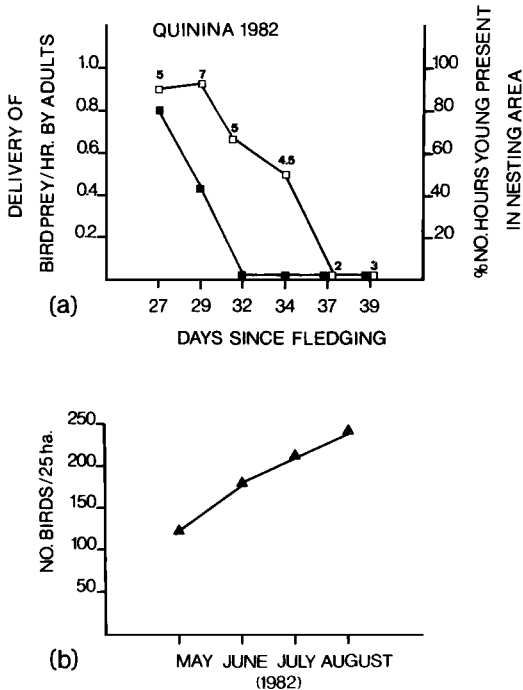 QUININA 1982
DELIVERY OF
BIRD PREY/HR. BY ADULTS
1.0
0.8
0.6
0.4
0.2
5
7
5
4.5
2
3
100
80
60
40
20
% NO. HOURS YOUNG PRESENT
IN NESTING AREA
(a)
27 29 32 34 37 39
DAYS SINCE FLEDGING
NO. BIRDS/25 ha.
250
200
150
100
50
(b)
MAY JUNE JULY AUGUST
(1982)